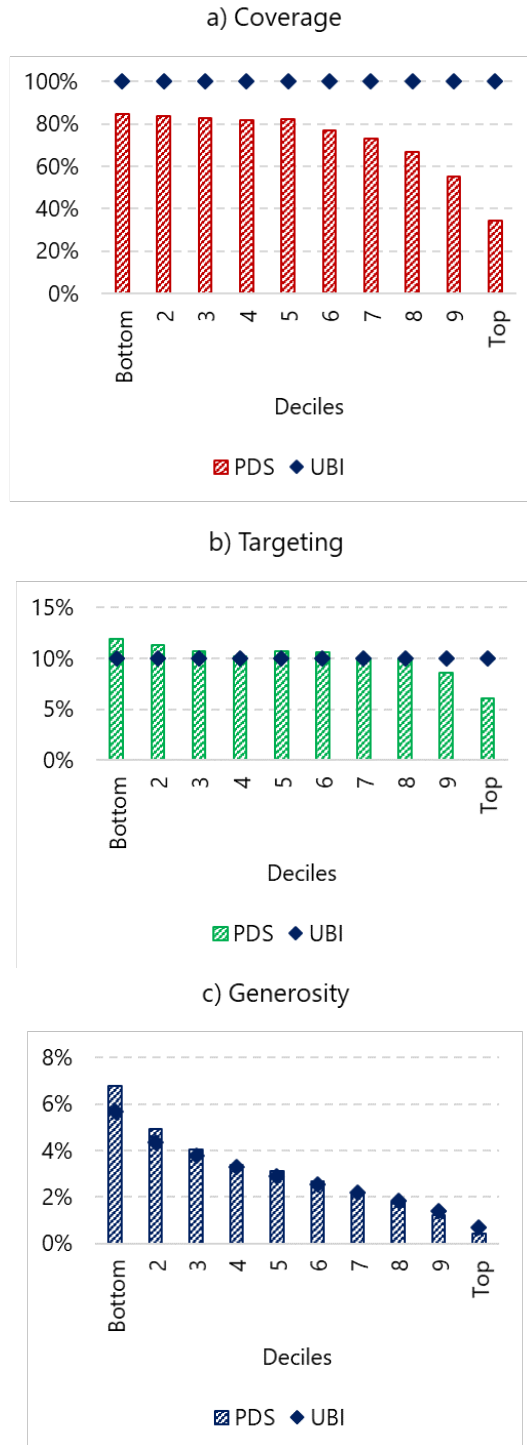 a) Coverage
100%
80%
60%
40%
20%
0%
Bottom
2
3
4
5
6
7
8
9
Top
Deciles
PDS UBI
b) Targeting
15%
10%
5%
0%
Bottom
2
3
4
5
6
7
8
9
Top
Deciles
PDS UBI
c) Generosity
8%
6%
4%
2%
0%
Bottom
2
3
4
5
6
7
8
9
Top
Deciles
PDS UBI